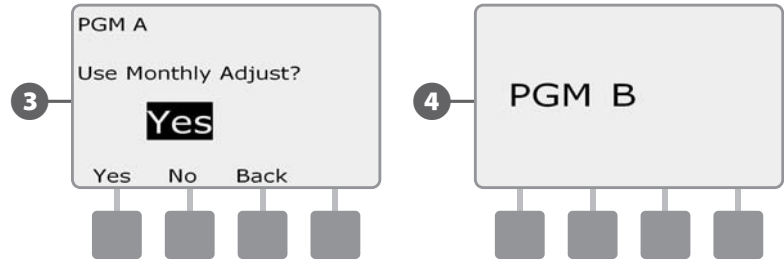 PGM A
Use Monthly Adjust?
3
Yes
Yes No Back
4
PGM B